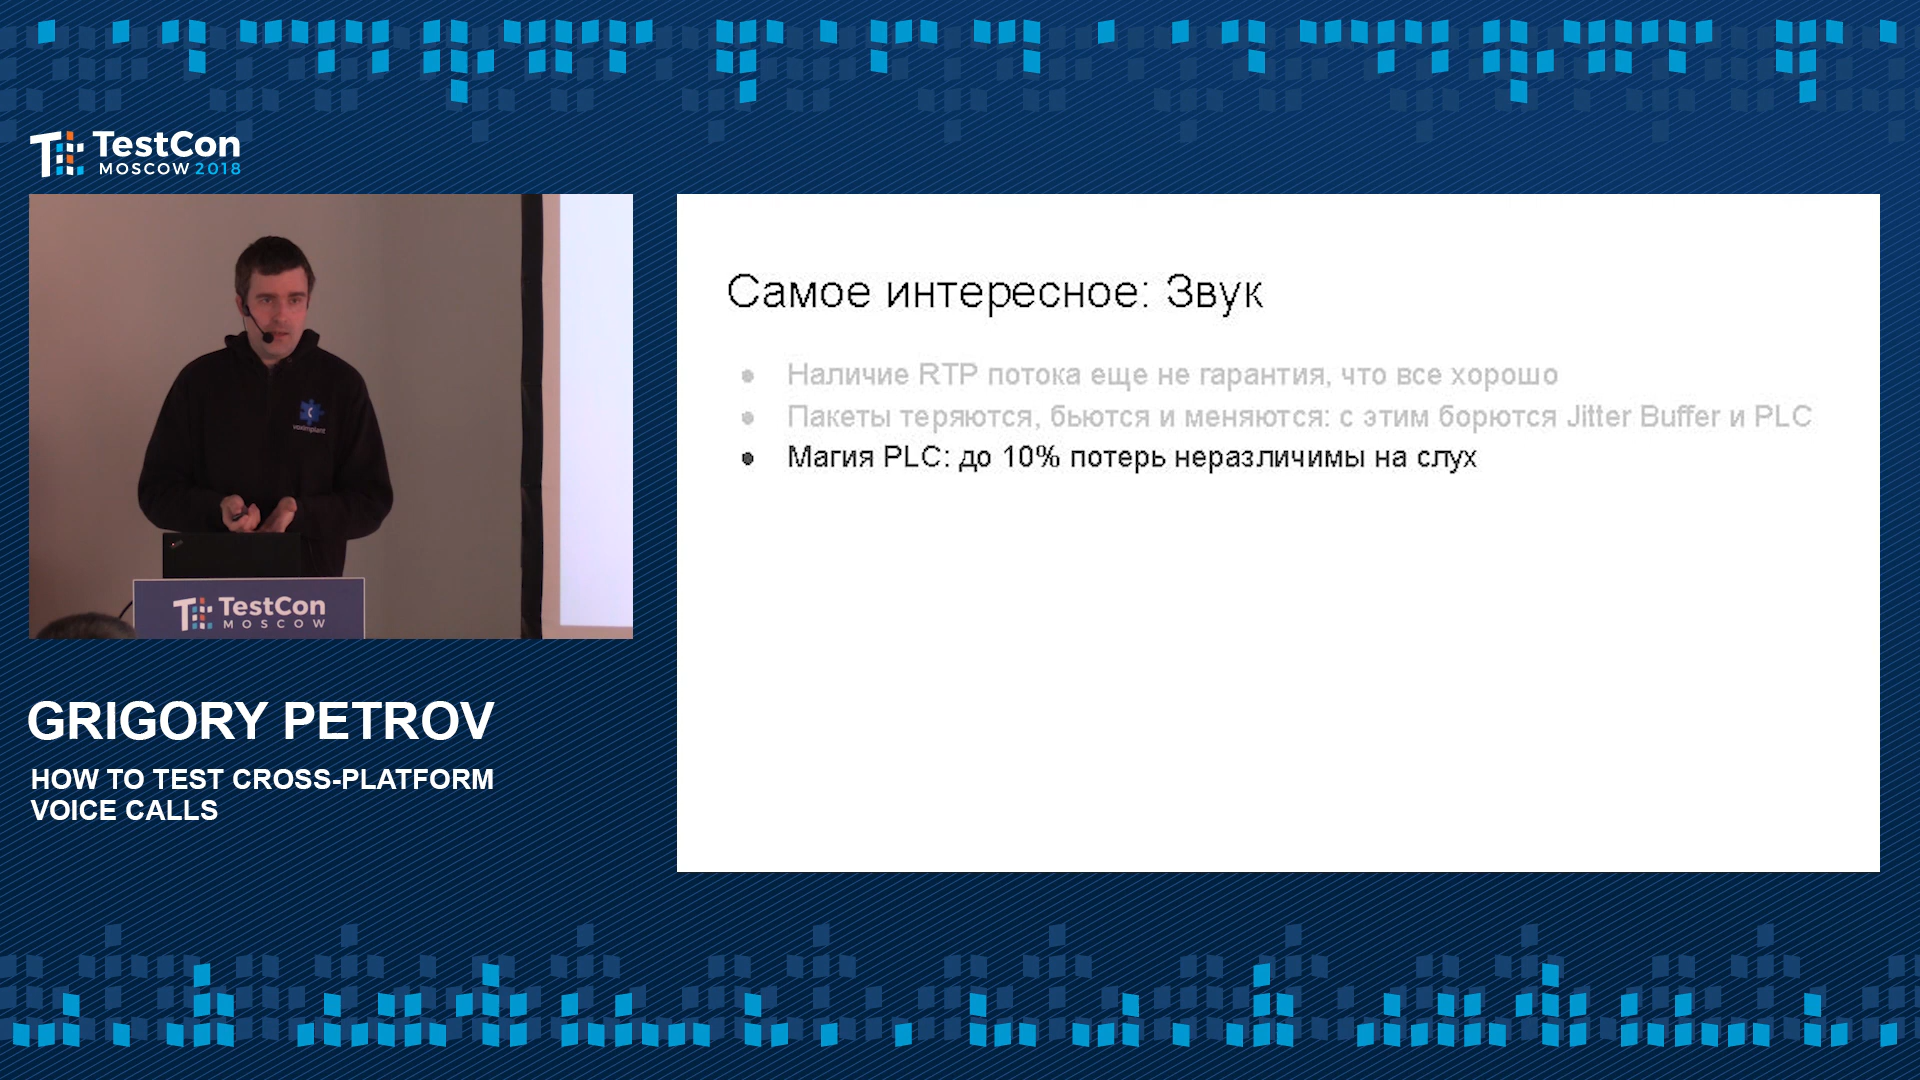 TestCon
MOSCOW 2018
Самое интересное: Звук
Наличие RTP потока еще не гарантия, что все хорошо
Пакеты теряются, бьются и меняются: с этим борются Jitter Buffer и PLC
Магия PLC: до 10% потерь неразличимы на слух
voximplant
TestCon
MOSCOW
GRIGORY PETROV
HOW TO TEST CROSS-PLATFORM
VOICE CALLS